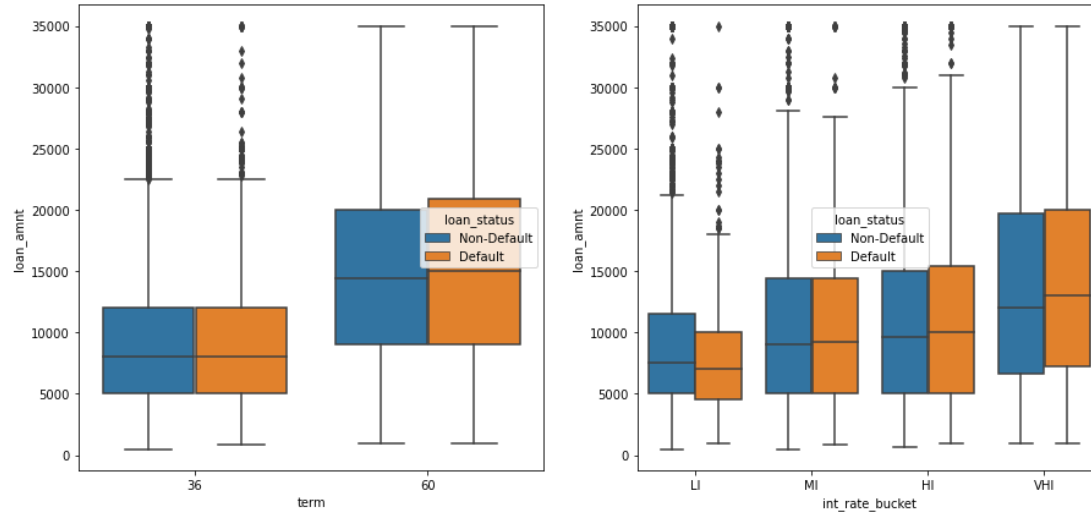 35000
30000
25000
20000
15000
10000
5000
0
loan_amnt
loan_status
Non-Default
Default
36
60
term
35000
30000
25000
20000
15000
10000
5000
0
loan_amnt
loan_status
Non-Default
Default
LI
MI
HI
VHI
int_rate_bucket